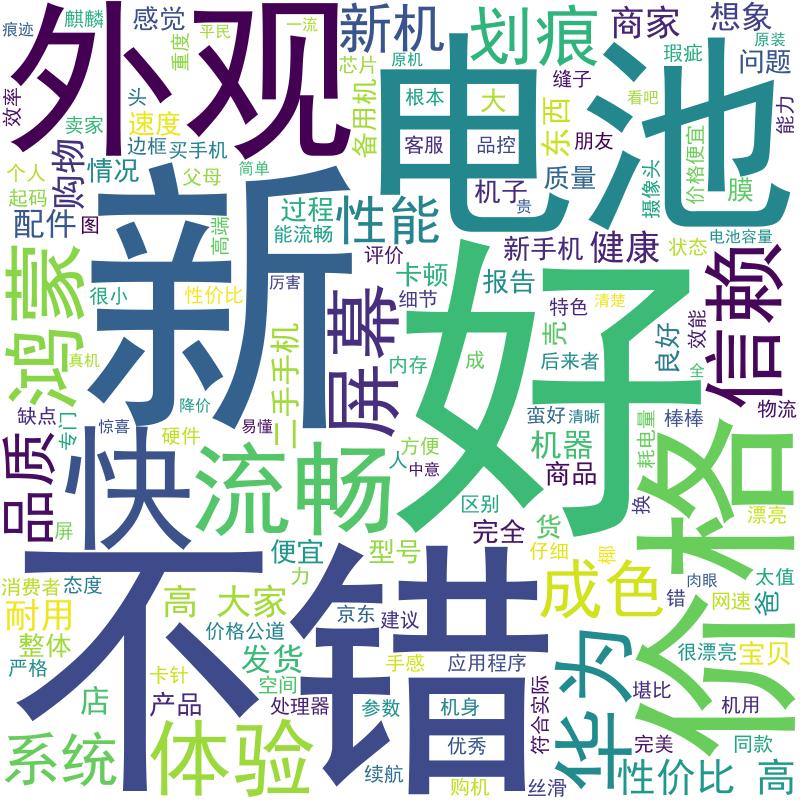 痕迹
麒麟
感觉
新机
划痕
商家
想象
原装
外观
重度
平民
一流
原机
芯片
缝子
瑕疵
问题
效率
卖家
头
速度
边框
买手机
备用机
根本
大
东西
看吧
能力
电池
客服
品控
朋友
个人
起码
购物
情况
父母
简单
机子
质量
摄像头
价格便宜
膜
贵
配件
图
新
高端
过程
能流畅
性能
评价
新手机
健康
状态
电池容量
鸿蒙
很小
性价比
厉害
卡顿
细节
报告
特色
清楚
效能
信赖
好
壳
良好
真机
屏幕
二手手机
内存
成
后来者
全
缺点
专门
惊喜
降价
硬件
易懂
方便
人
中意
蛮好
清晰
耗电量
棒棒
物流
品质
快
流畅
机器
商品
区别
换
价格
漂亮
屏
完全
货
不错
便宜
型号
仔细
成色
肉眼
太值
消费者
态度
力
错
网速
爸
耐用
高
大家
京东
建议
整体
价格公道
很漂亮
宝贝
严格
发货
卡针
空间
手感
应用程序
华为
堪比
店
产品
处理器
参数
机身
符合实际
机用
系统
体验
优秀
完美
同款
续航
购机
丝滑
性价比
高